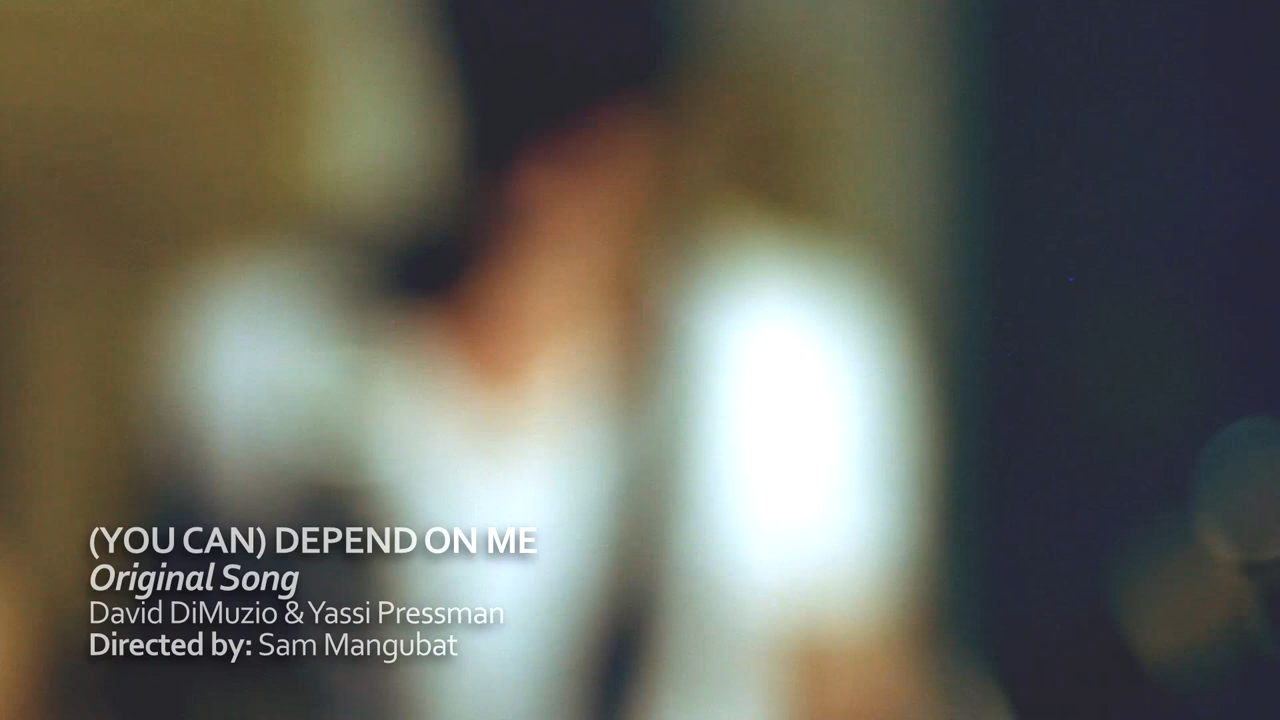 (YOU CAN) DEPEND ON ME
Original Song
David DiMuzio & Yassi Pressman
Directed by: Sam Mangubat